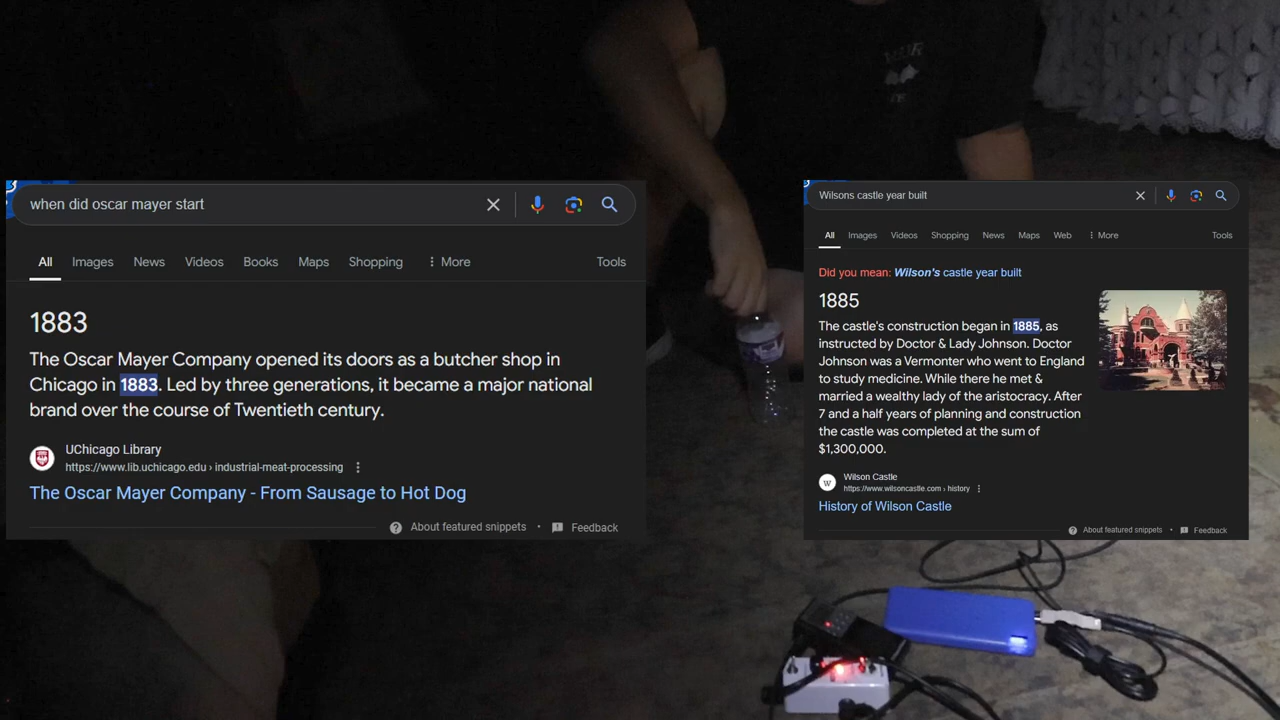 when did oscar mayer start
All Images News Videos Books Maps Shopping More Tools
1883
The Oscar Mayer Company opened its doors as a butcher shop in
Chicago in 1883. Led by three generations, it became a major national
brand over the course of Twentieth century.
UChicago Library
https://www.lib.uchicago.edu › industrial-meat-processing
The Oscar Mayer Company - From Sausage to Hot Dog
About featured snippets • Feedback
Wilsons castle year built
All Images Videos Shopping News Maps Web More Tools
Did you mean: Wilson's castle year built
1885
The castle's construction began in 1885, as
instructed by Doctor & Lady Johnson. Doctor
Johnson was a Vermonter who went to England
to study medicine. While there he met &
married a wealthy lady of the aristocracy. After
7 and a half years of planning and construction
the castle was completed at the sum of
$1,300,000.
W
Wilson Castle
https://www.wilsoncastle.com › history
History of Wilson Castle
About featured snippets • Feedback